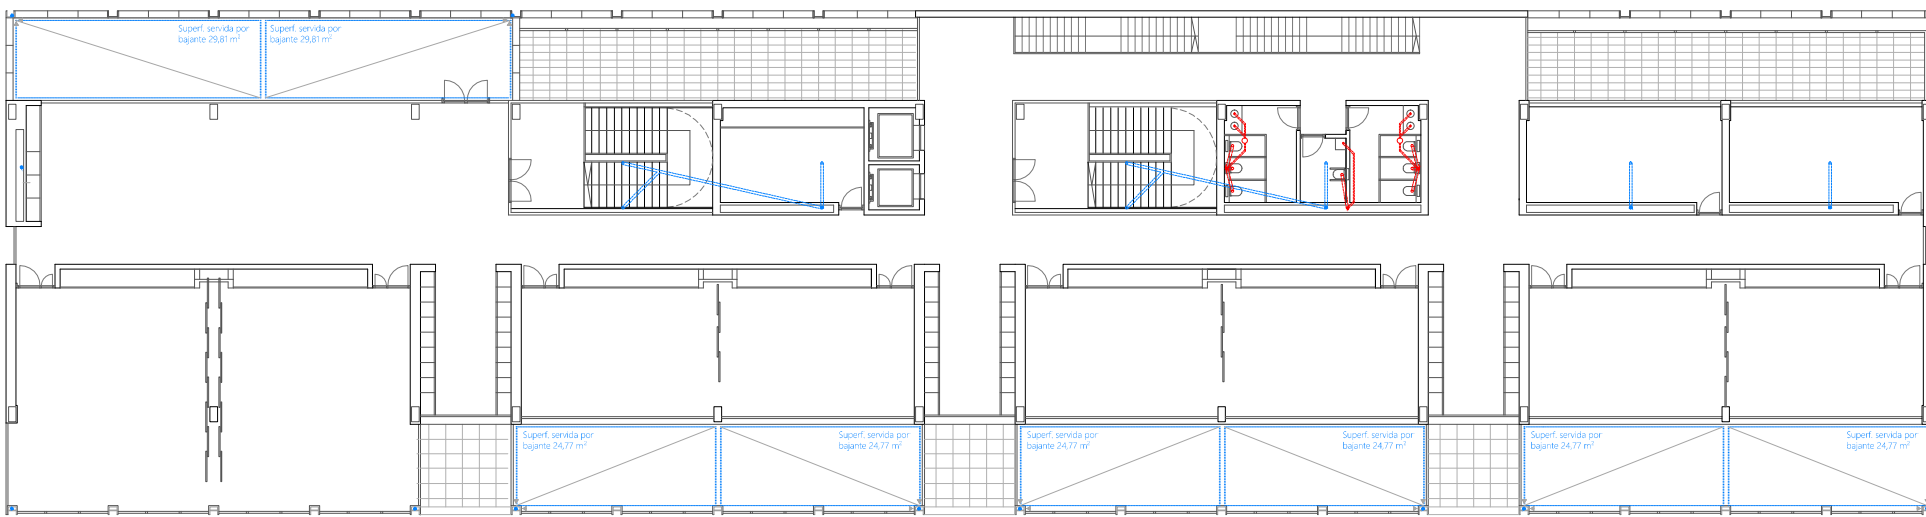 Superf. servida por
bajante 29,81 m²
Superf. servida por
bajante 29,81 m²
Superf. servida por
bajante 24,77 m²
Superf. servida por
bajante 24,77 m²
Superf. servida por
bajante 24,77 m²
Superf. servida por
bajante 24,77 m²
Superf. servida por
bajante 24,77 m²
Superf. servida por
bajante 24,77 m²